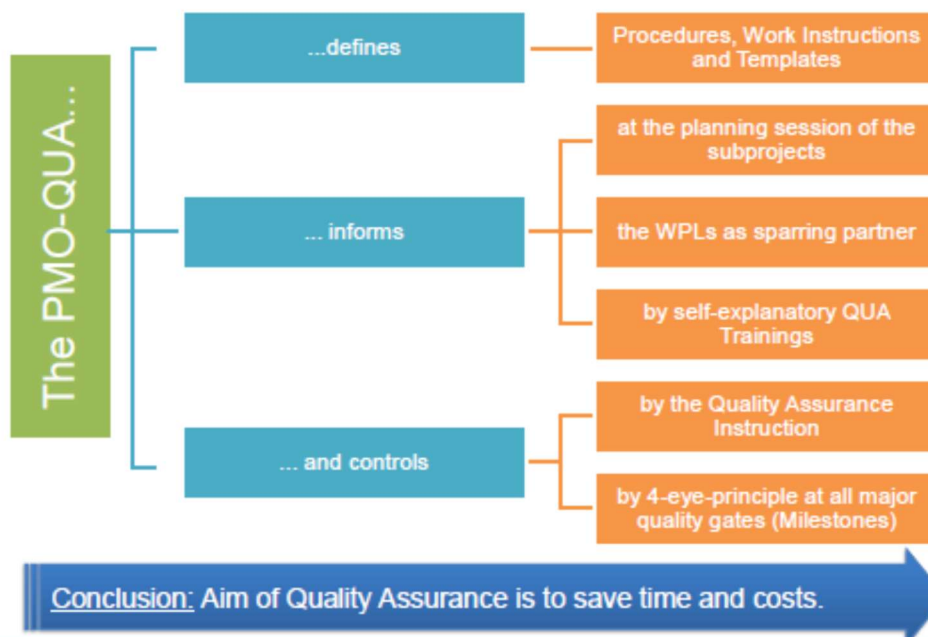 The PMO-QUA...
...defines
Procedures, Work Instructions
and Templates
... informs
at the planning session of the
subprojects
the WPLs as sparring partner
by self-explanatory QUA
Trainings
... and controls
by the Quality Assurance
Instruction
by 4-eye-principle at all major
quality gates (Milestones)
Conclusion: Aim of Quality Assurance is to save time and costs.